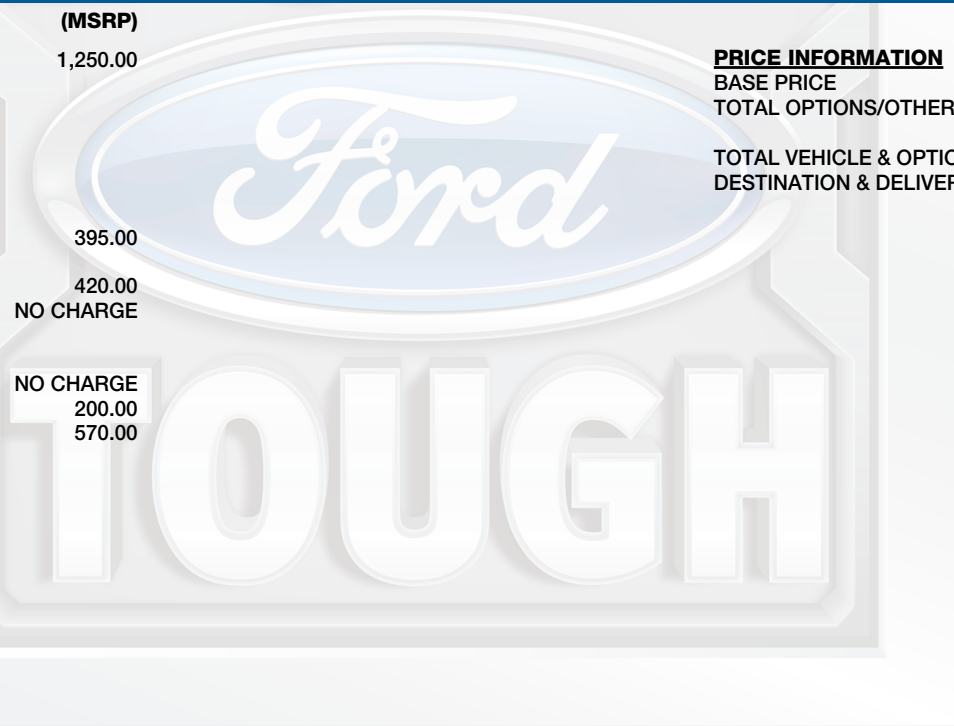 (MSRP)
1,250.00
395.00
420.00
NO CHARGE
NO CHARGE
200.00
570.00
PRICE INFORMATION
BASE PRICE
TOTAL OPTIONS/OTHER
TOTAL VEHICLE & OPTIO
DESTINATION & DELIVER
Ford
TOUGH